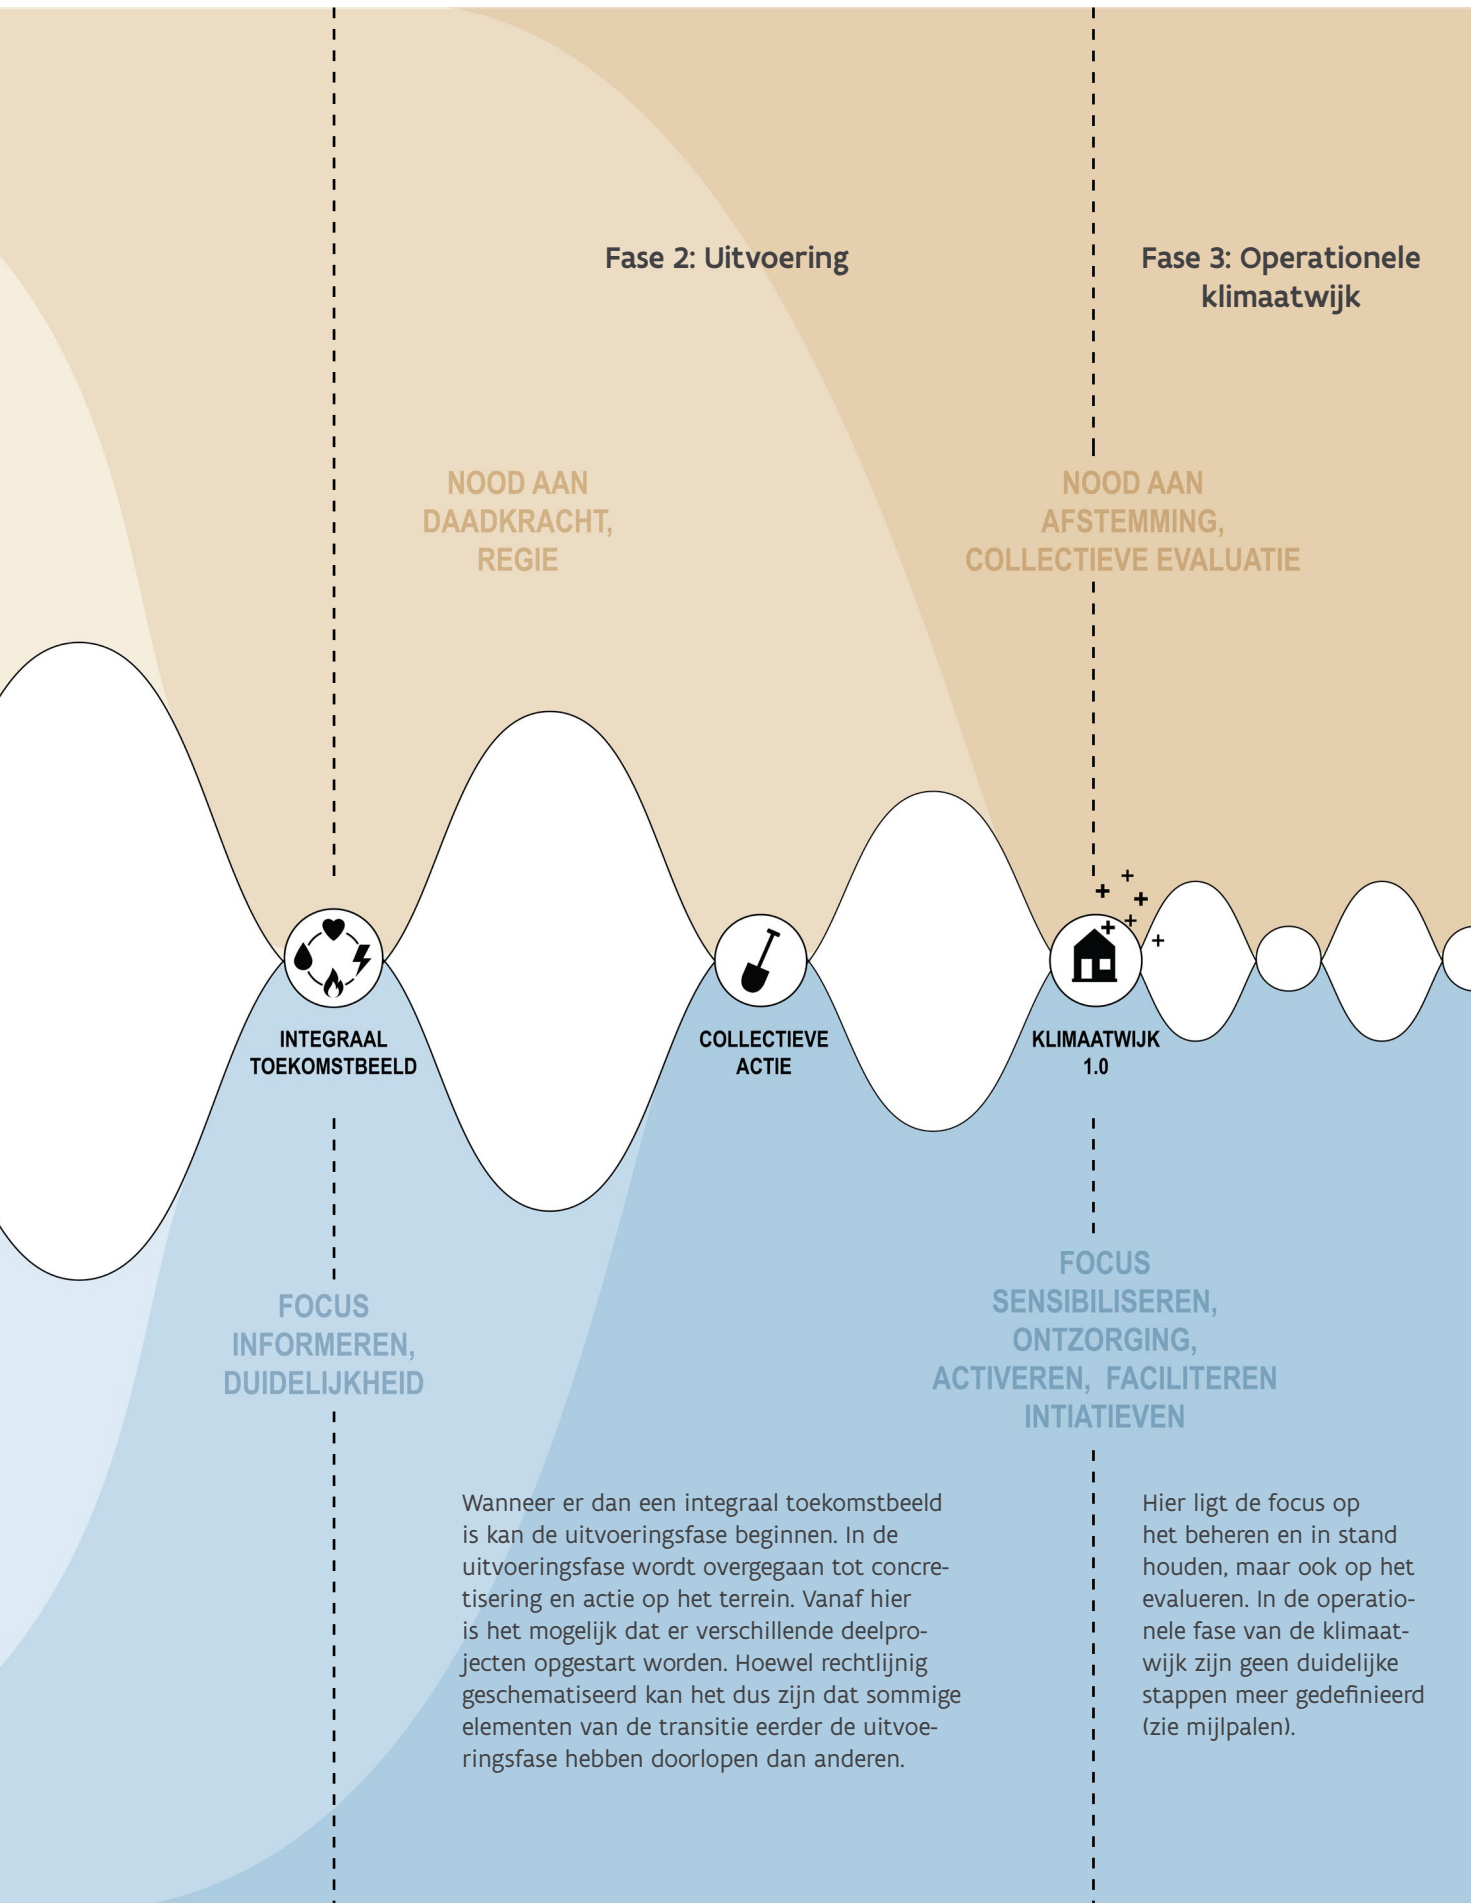 Fase 2: Uitvoering
Fase 3: Operationele
klimaatwijk
NOOD AAN
DAADKRACHT,
REGIE
NOOD AAN
AFSTEMMING,
COLLECTIEVE EVALUATIE
INTEGRAAL
TOEKOMSTBEELD
COLLECTIEVE
ACTIE
KLIMAATWIJK
1.0
FOCUS
INFORMEREN,
DUIDELIJKHEID
FOCUS
SENSIBILISEREN,
ONTZORGING,
ACTIVEREN, FACILITEREN
INTIATIEVEN
Wanneer er dan een integraal toekomstbeeld
is kan de uitvoeringsfase beginnen. In de
uitvoeringsfase wordt overgegaan tot concre-
tisering en actie op het terrein. Vanaf hier
is het mogelijk dat er verschillende deelpro-
jecten opgestart worden. Hoewel rechtlijnig
geschematiseerd kan het dus zijn dat sommige
elementen van de transitie eerder de uitvoe-
ringsfase hebben doorlopen dan anderen.
Hier ligt de focus op
het beheren en in stand
houden, maar ook op het
evalueren. In de operatio-
nele fase van de klimaat-
wijk zijn geen duidelijke
stappen meer gedefinieerd
(zie mijlpalen).